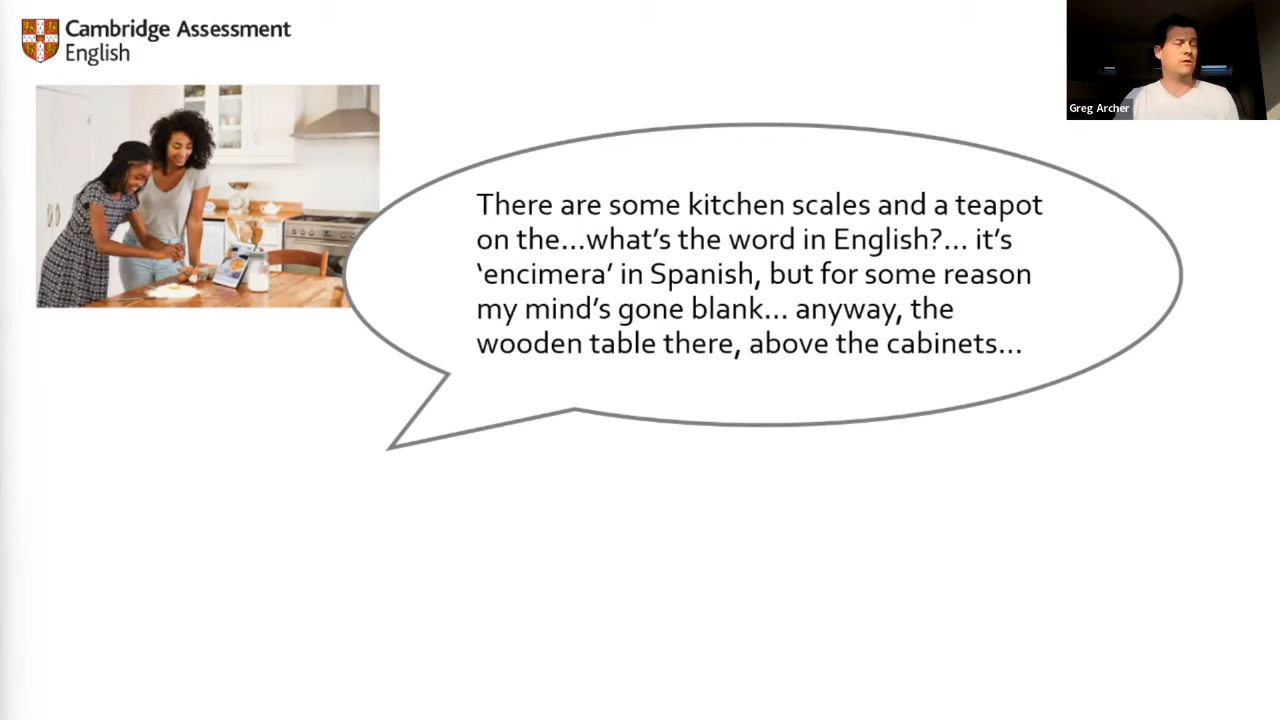 Cambridge Assessment
English
Greg Archer
There are some kitchen scales and a teapot
on the...what’s the word in English?... it’s
‘encimera’ in Spanish, but for some reason
my mind’s gone blank... anyway, the
wooden table there, above the cabinets...